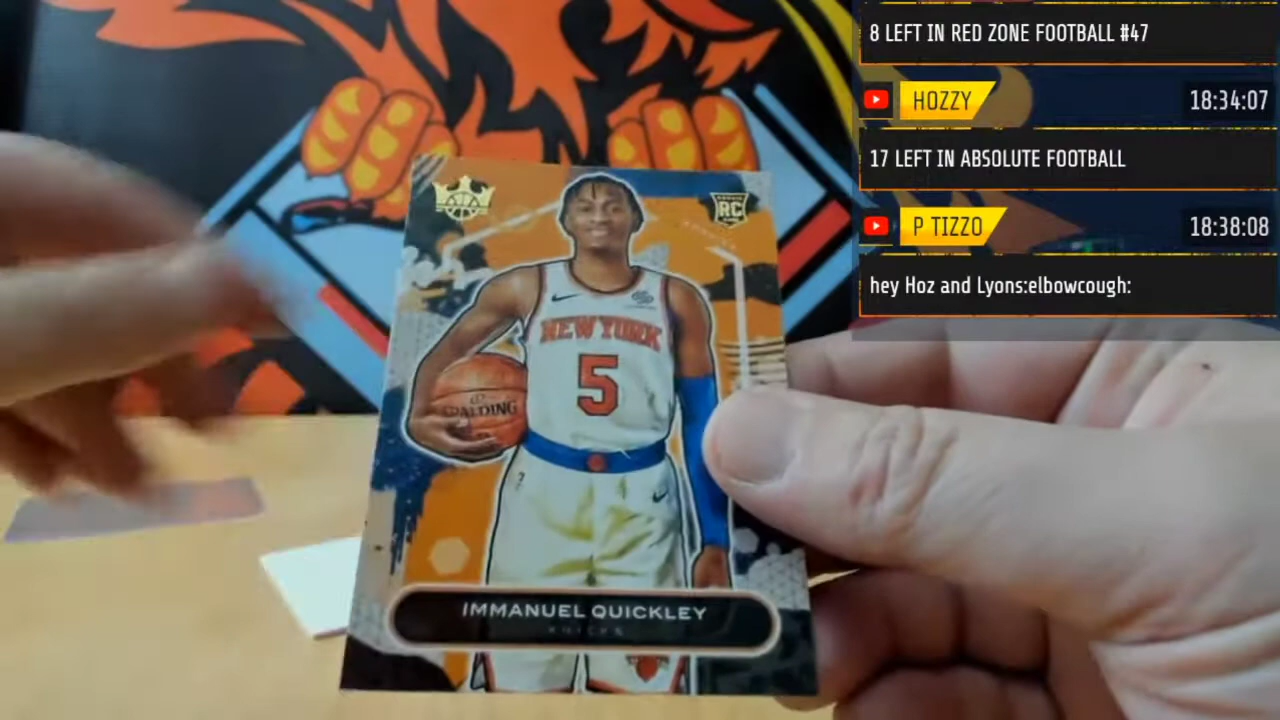 8 LEFT IN RED ZONE FOOTBALL #47
HOZZY 18:34:07
17 LEFT IN ABSOLUTE FOOTBALL
P TIZZO 18:38:08
hey Hoz and Lyons:elbowcough:
RC
NEW YORK
5
SPALDING
IMMANUEL QUICKLEY
KNICKS